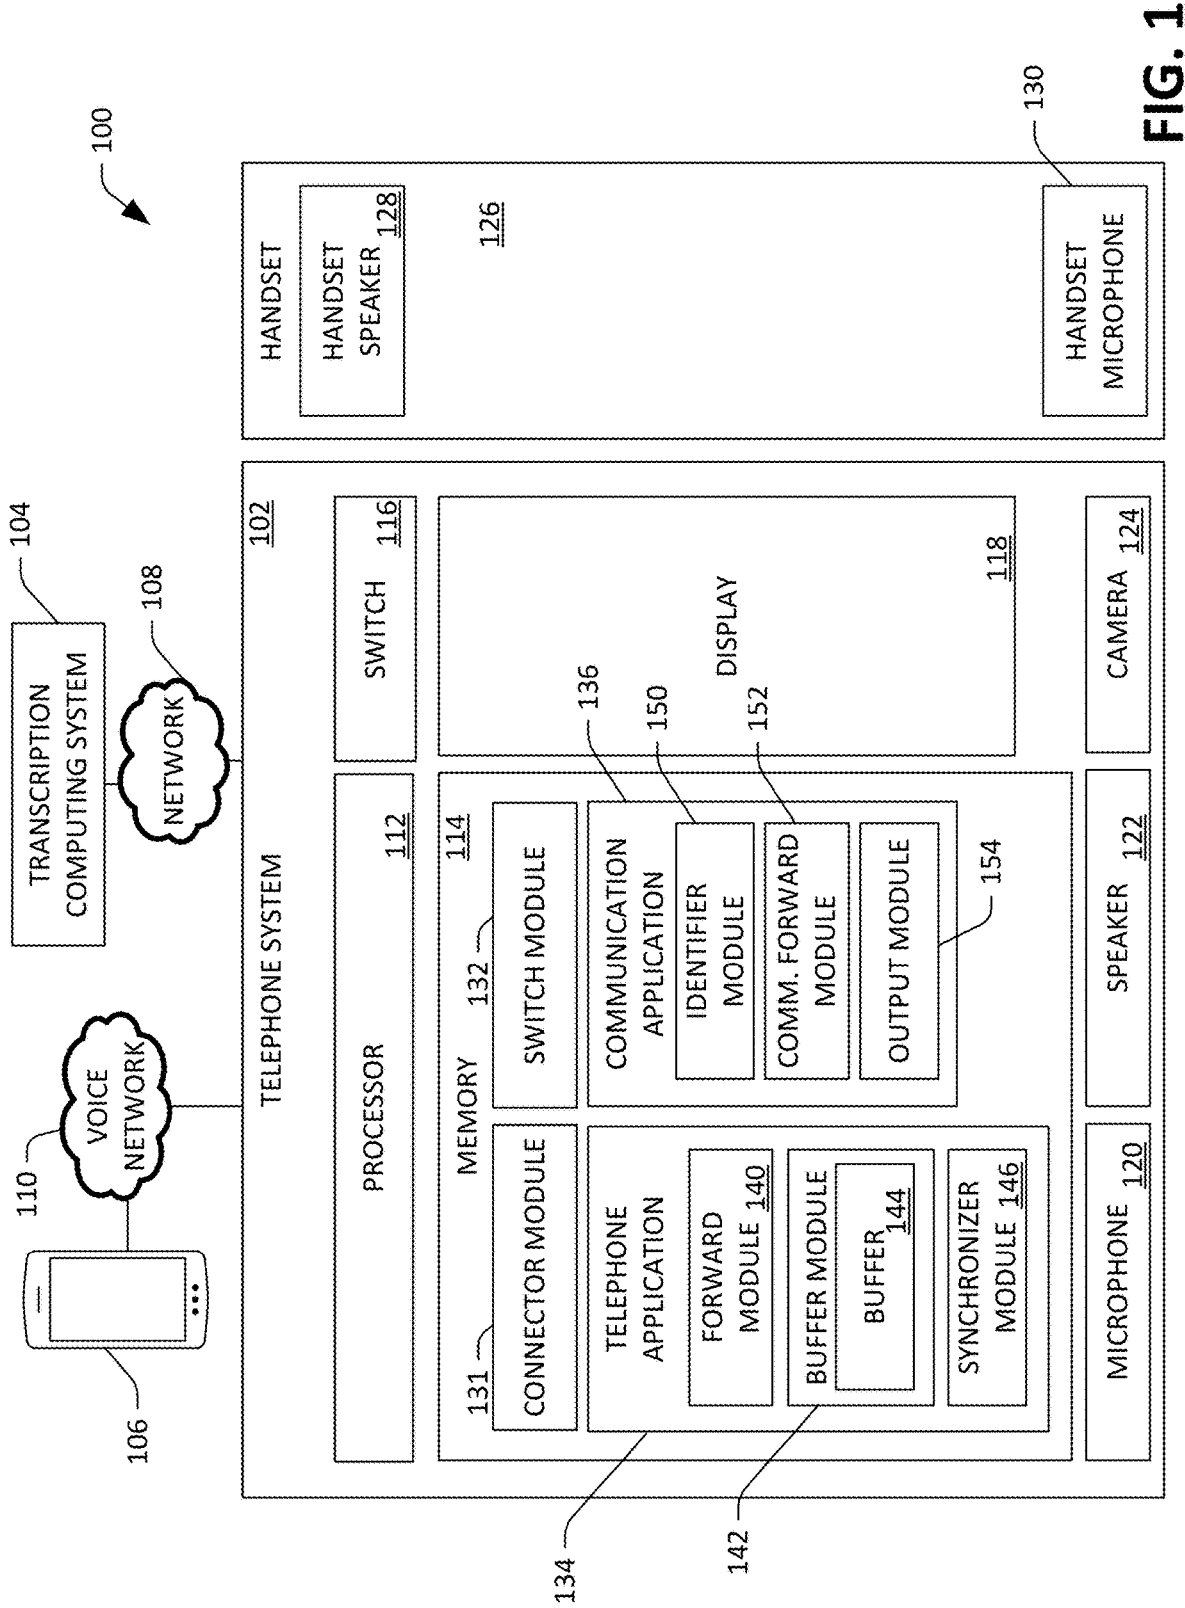 100
106
110
VOICE
NETWORK
TRANSCRIPTION
COMPUTING SYSTEM
104
NETWORK
108
TELEPHONE SYSTEM
102
PROCESSOR
112
SWITCH
116
MEMORY
114
131
CONNECTOR MODULE
132
SWITCH MODULE
134
TELEPHONE
APPLICATION
FORWARD
MODULE 140
142
BUFFER MODULE
BUFFER
144
SYNCHRONIZER
MODULE 146
136
COMMUNICATION
APPLICATION
150
IDENTIFIER
MODULE
152
COMM. FORWARD
MODULE
OUTPUT MODULE
154
DISPLAY
118
MICROPHONE 120
SPEAKER 122
CAMERA 124
HANDSET
HANDSET
SPEAKER
128
126
HANDSET
MICROPHONE
130
FIG. 1